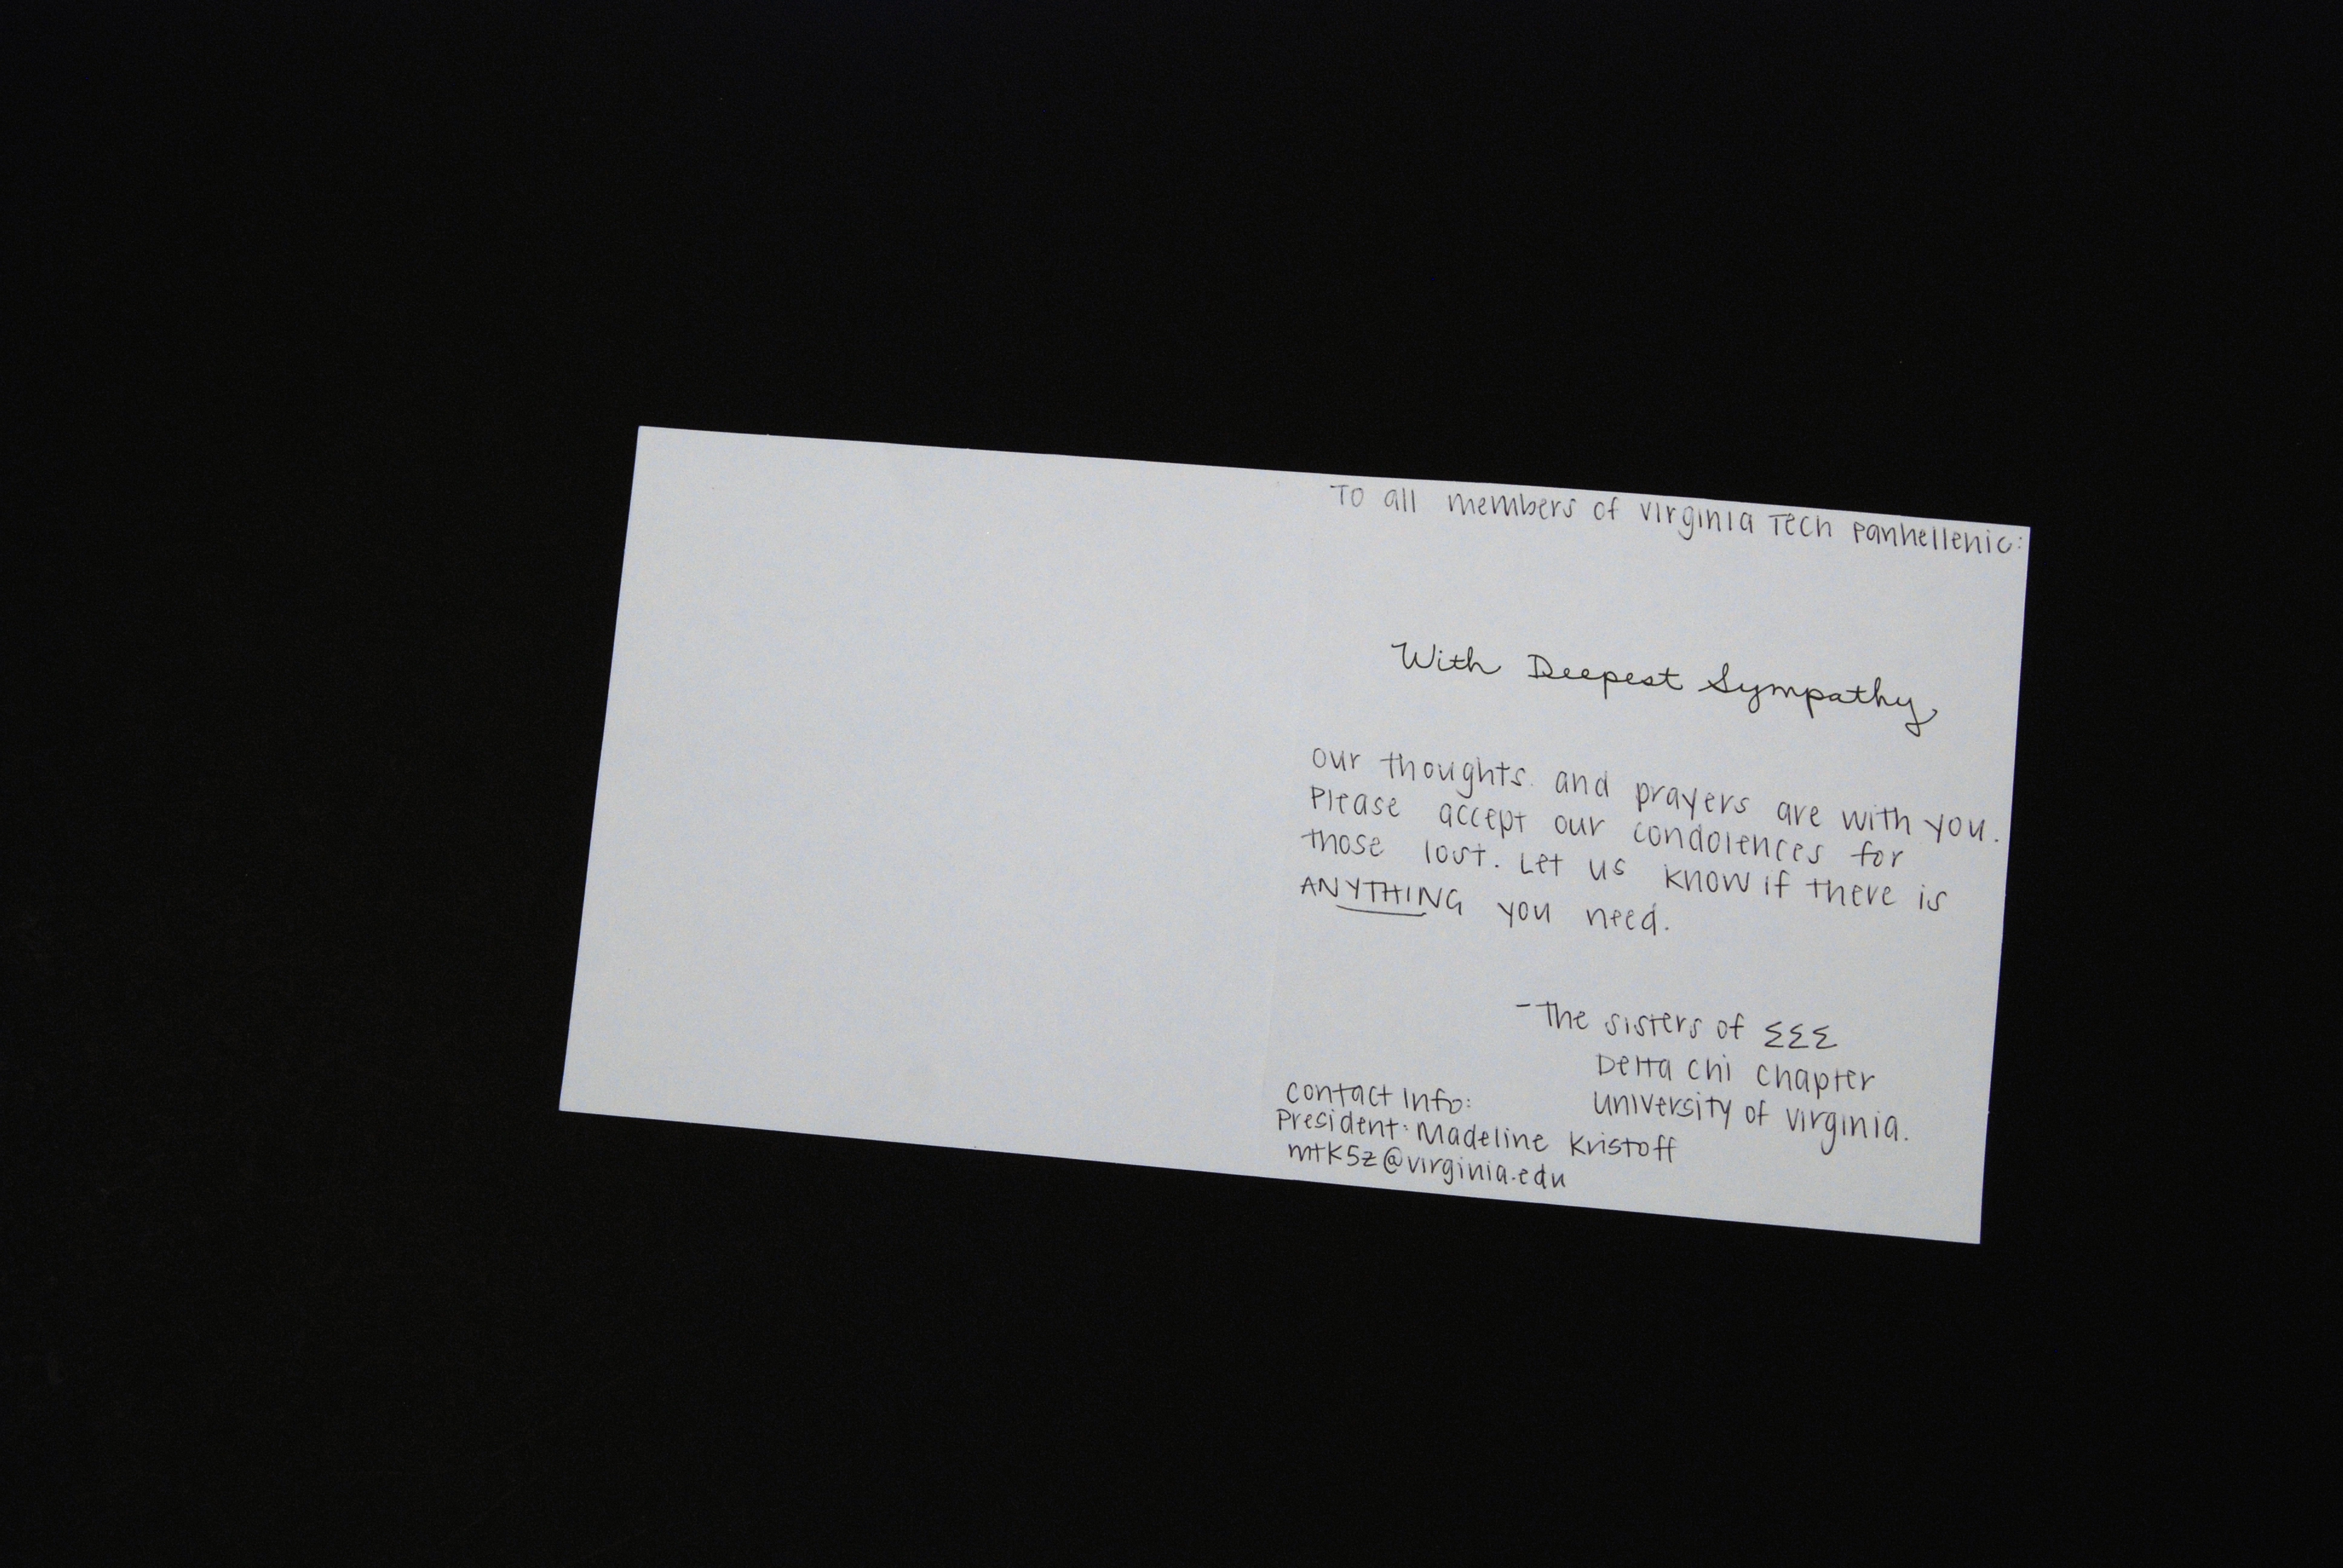 To all members of Virginia Tech Panhellenic:
With Deepest Sympathy,
Our thoughts and prayers are with you.
Please accept our condolences for
those lost. Let us know if there is
ANYTHING you need.
- The sisters of ΣΣΣ
Delta Chi Chapter
University of Virginia.
Contact Info:
President: Madeline Kristoff
mtk5z@virginia.edu